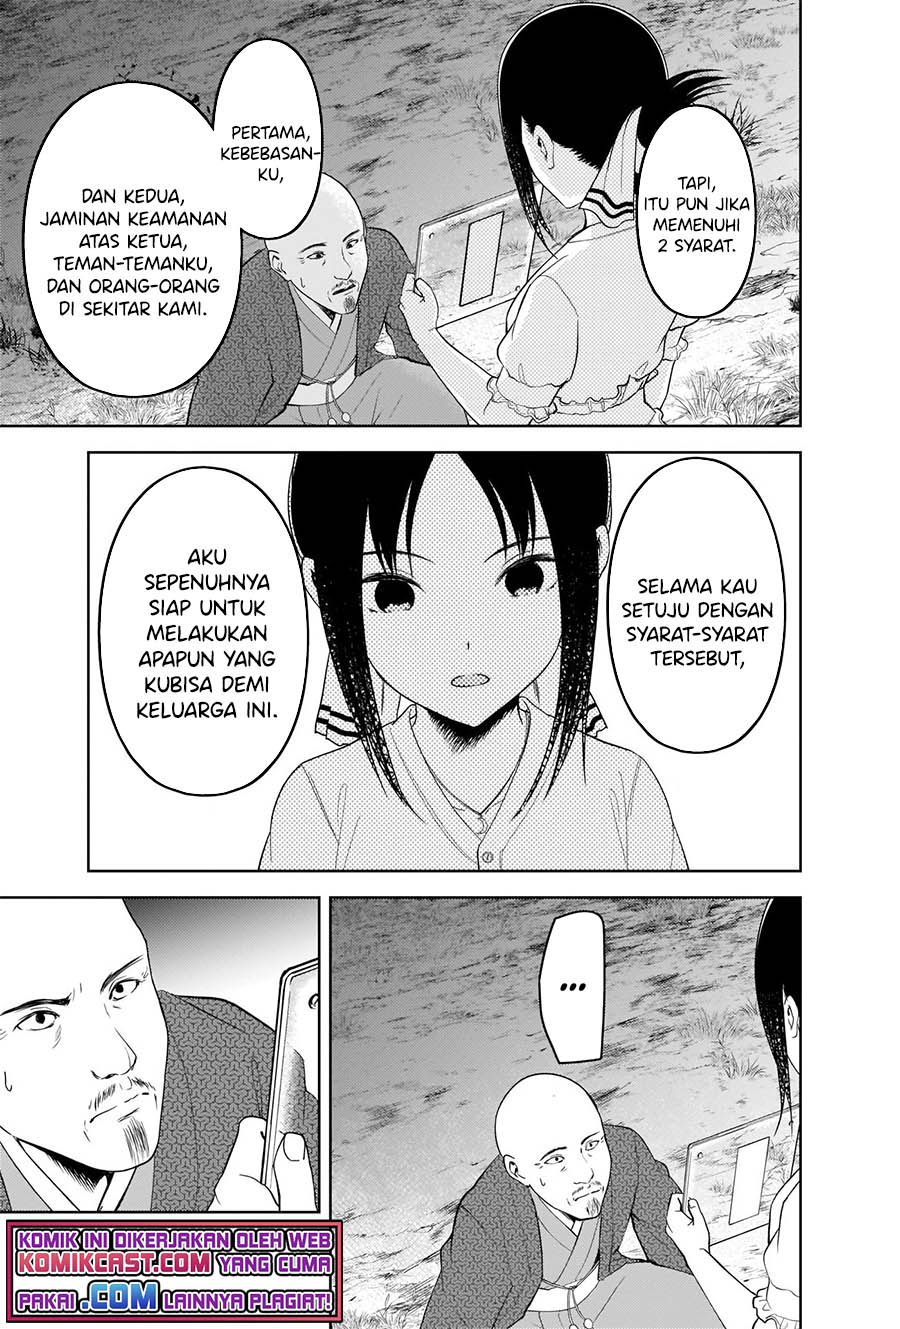 TAPI,
ITU PUN JIKA
MEMENUHI
2 SYARAT.
PERTAMA,
KEBEBASAN-
KU,
DAN KEDUA,
JAMINAN KEAMANAN
ATAS KETUA,
TEMAN-TEMANKU,
DAN ORANG-ORANG
DI SEKITAR KAMI.
SELAMA KAU
SETUJU DENGAN
SYARAT-SYARAT
TERSEBUT,
AKU
SEPENUHNYA
SIAP UNTUK
MELAKUKAN
APAPUN YANG
KUBISA DEMI
KELUARGA INI.
...
KOMIK INI DIKERJAKAN OLEH WEB
KOMIKCAST.COM YANG CUMA
PAKAI .COM LAINNYA PLAGIAT!